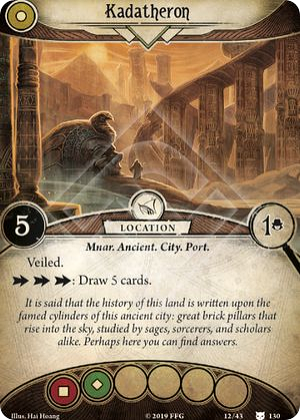 Kadatheron
5
LOCATION
1
Mnar. Ancient. City. Port.
Veiled.
: Draw 5 cards.
It is said that the history of this land is written upon the
famed cylinders of this ancient city: great brick pillars that
rise into the sky, studied by sages, sorcerers, and scholars
alike. Perhaps here you can find answers.
Illus. Hai Hoang
© 2019 FFG
12/43
130